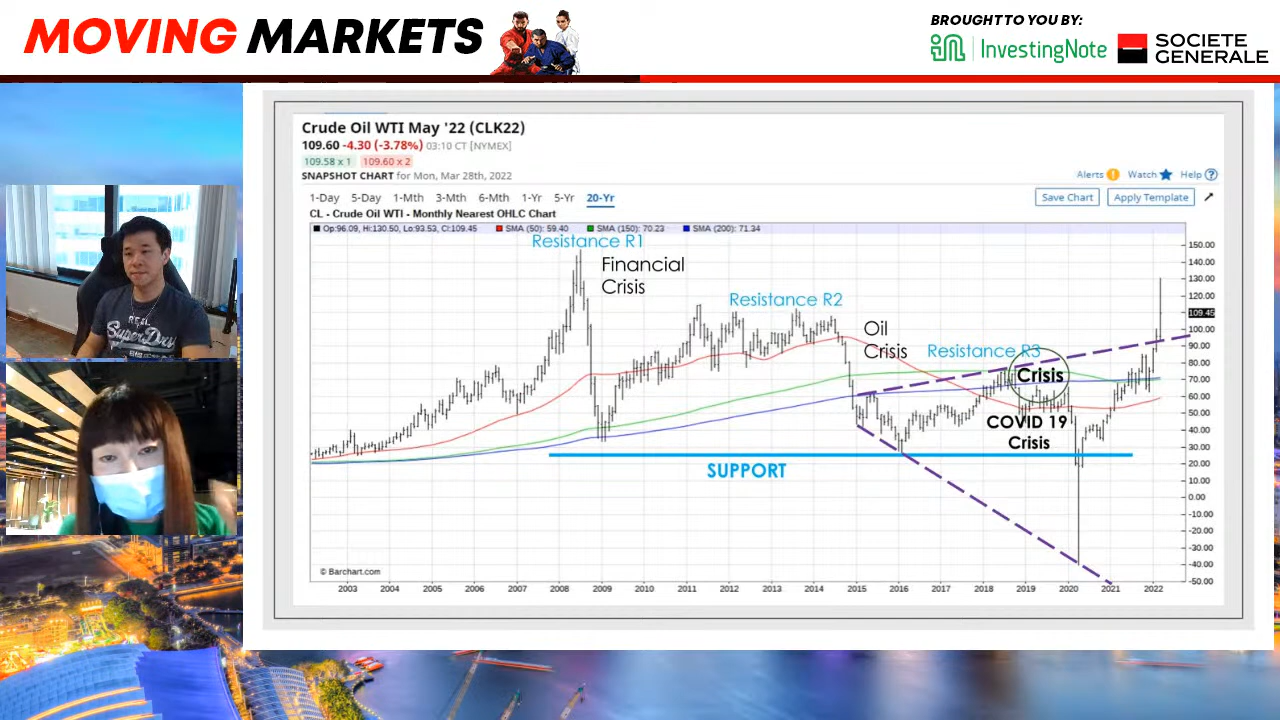 MOVING MARKETS
BROUGHT TO YOU BY:
InvestingNote
SOCIETE
GENERALE
Crude Oil WTI May '22 (CLK22)
109.60 -4.30 (-3.78%) 03:10 CT [NYMEX]
109.58 x 1 109.60 x 2
SNAPSHOT CHART for Mon, Mar 28th, 2022
Alerts ! Watch Help ?
1-Day 5-Day 1-Mth 3-Mth 6-Mth 1-Yr 5-Yr 20-Yr
Save Chart Apply Template
CL - Crude Oil WTI - Monthly Nearest OHLC Chart
Op:96.09, Hi:130.50, Lo:93.53, Cl:109.45 SMA (50): 59.40 SMA (150): 70.23 SMA (200): 71.34
Resistance R1
Financial
Crisis
Resistance R2
Oil
Crisis
Resistance R3
Crisis
COVID 19
Crisis
SUPPORT
150.00
140.00
130.00
120.00
109.45
100.00
90.00
80.00
70.00
60.00
50.00
40.00
30.00
20.00
10.00
0.00
-10.00
-20.00
-30.00
-40.00
-50.00
© Barchart.com
2003 2004 2005 2006 2007 2008 2009 2010 2011 2012 2013 2014 2015 2016 2017 2018 2019 2020 2021 2022
REAL
SuperDry